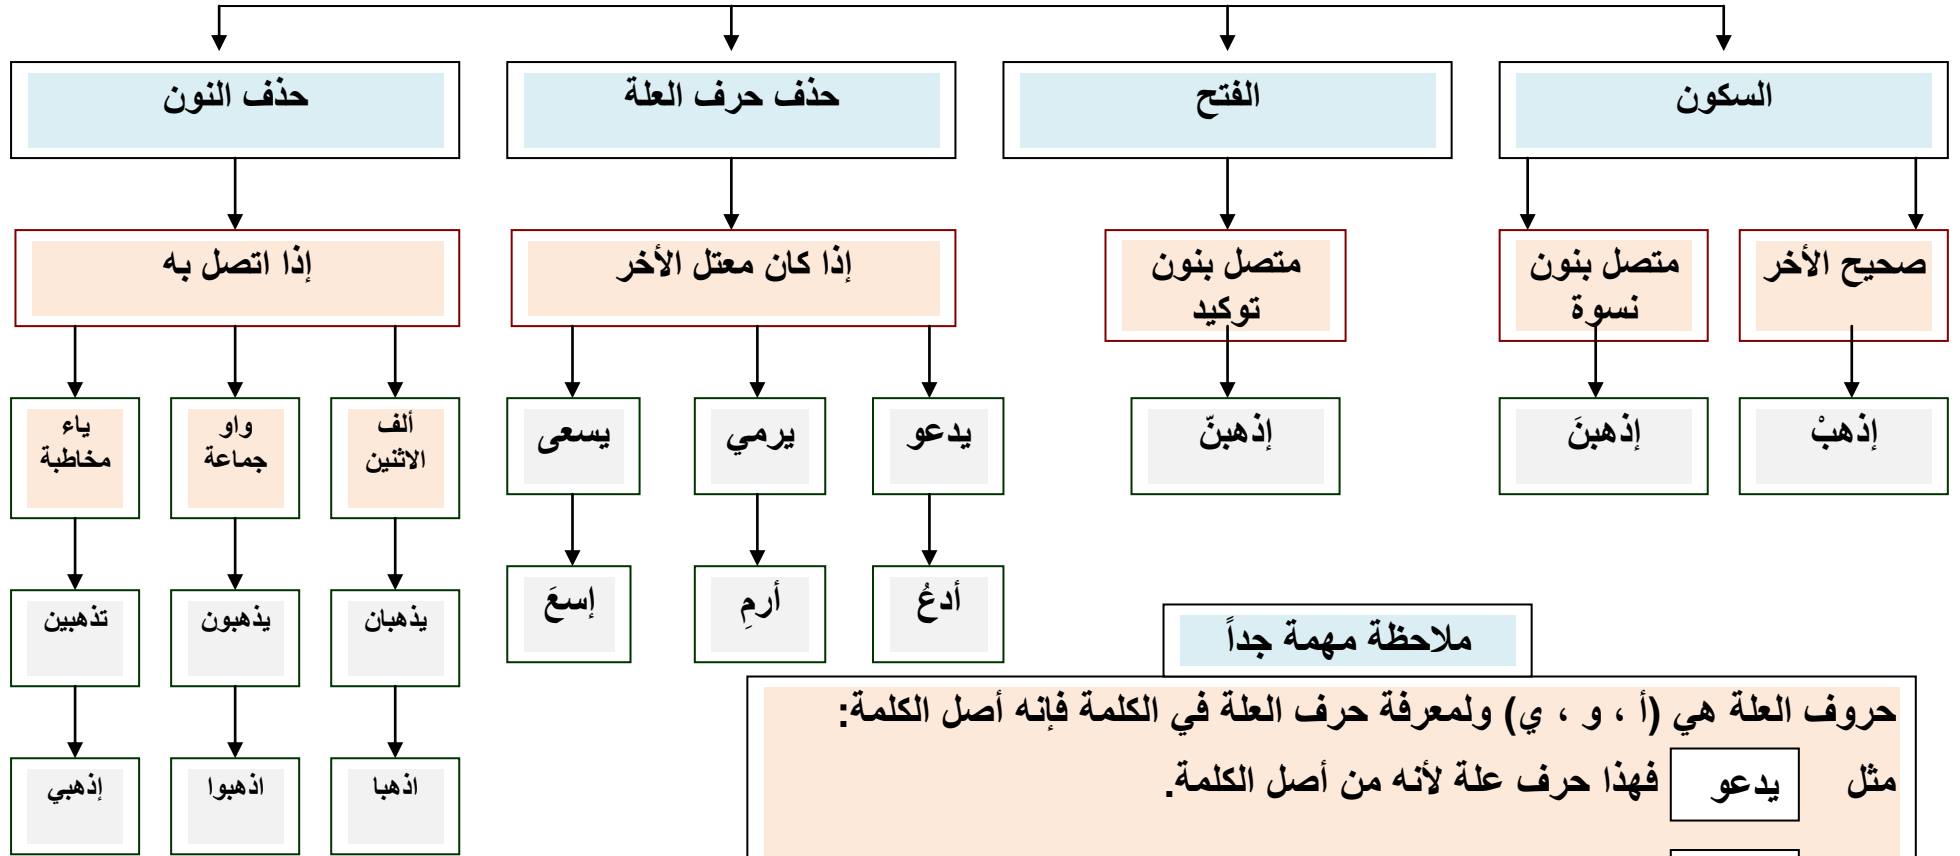 السكون
الفتح
حذف حرف العلة
حذف النون
صحيح الأخر
متصل بنون
نسوة
متصل بنون
توكيد
إذا كان معتل الأخر
إذا اتصل به
إذهبْ
إذهبنَ
إذهبنّ
يدعو
يرمي
يسعى
ألف
الاثنين
واو
جماعة
ياء
مخاطبة
أدعُ
أرمِ
إسعَ
يذهبان
يذهبون
تذهبين
اذهبا
اذهبوا
إذهبي
ملاحظة مهمة جداً
حروف العلة هي (أ ، و ، ي) ولمعرفة حرف العلة في الكلمة فإنه أصل الكلمة:
مثل يدعو فهذا حرف علة لأنه من أصل الكلمة.